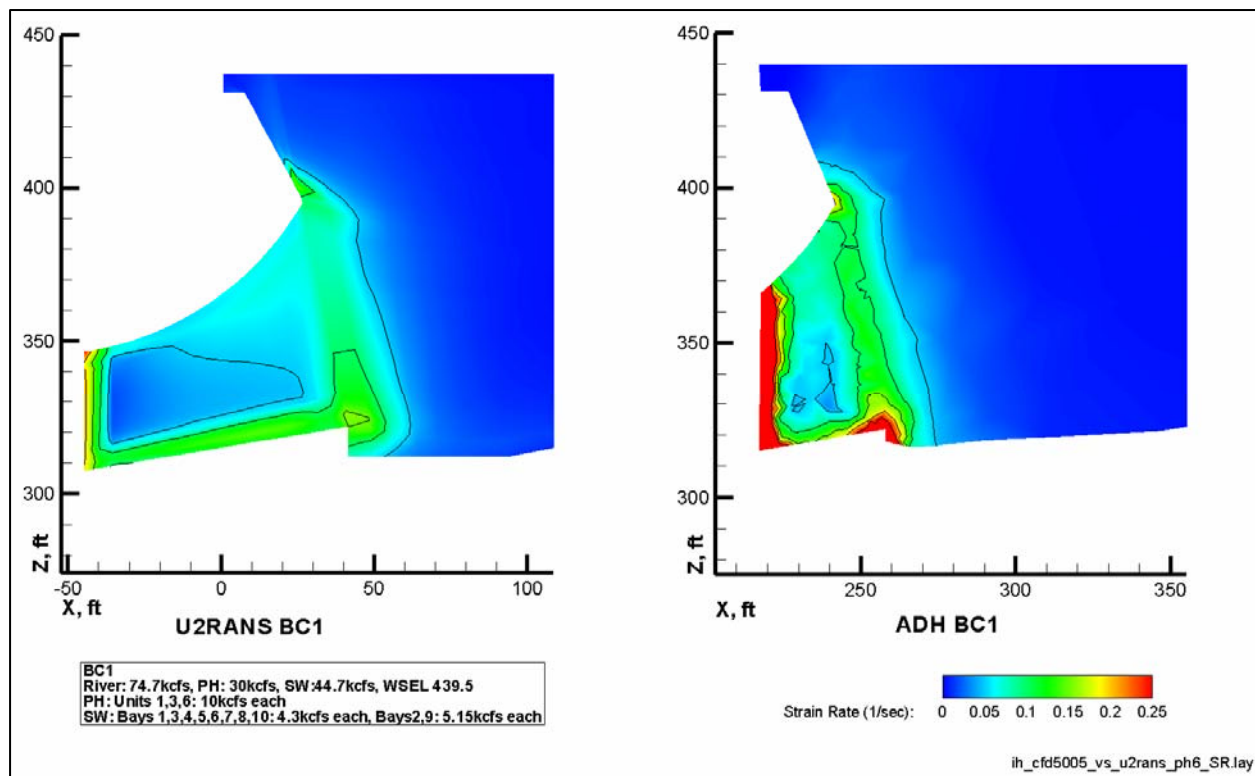 450
400
350
300
Z, ft
-50
0
50
100
X, ft
U2RANS BC1
450
400
350
300
Z, ft
250
300
350
X, ft
ADH BC1
BC1
River: 74.7kcfs, PH: 30kcfs, SW:44.7kcfs, WSEL 439.5
PH: Units 1,3,6: 10kcfs each
SW: Bays 1,3,4,5,6,7,8,10: 4.3kcfs each, Bays2,9: 5.15kcfs each
Strain Rate (1/sec): 0 0.05 0.1 0.15 0.2 0.25
ih_cfd5005_vs_u2rans_ph6_SR.lay